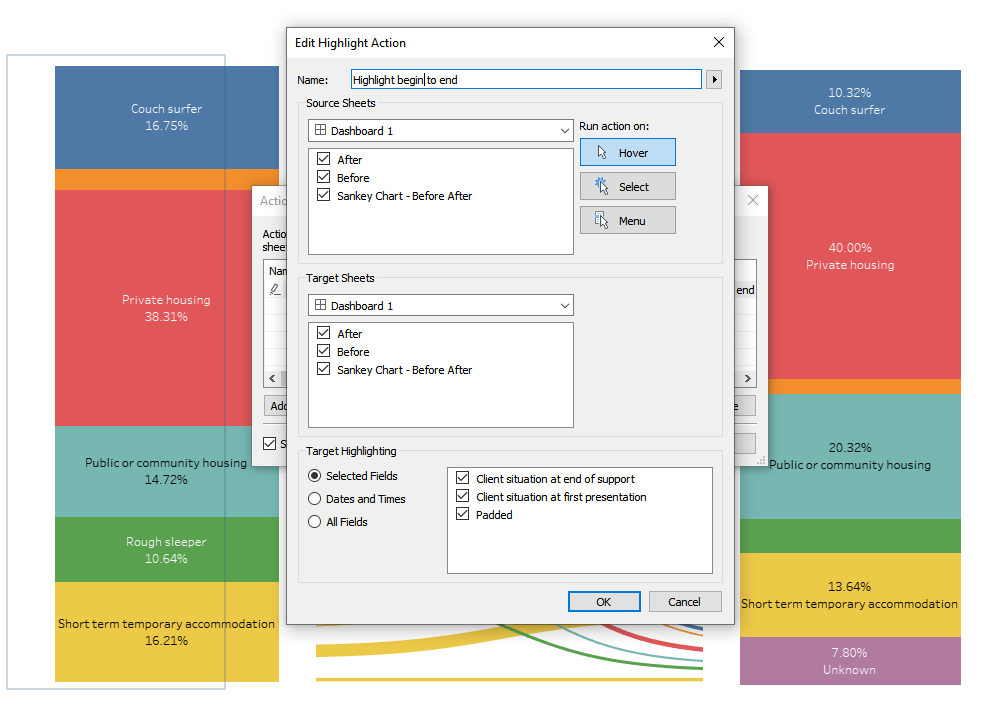 Edit Highlight Action
Name:
Highlight begin to end
Source Sheets
Dashboard 1
After
Before
Sankey Chart - Before After
Run action on:
Hover
Select
Menu
Target Sheets
Dashboard 1
After
Before
Sankey Chart - Before After
Target Highlighting
Selected Fields
Dates and Times
All Fields
Client situation at end of support
Client situation at first presentation
Padded
OK
Cancel
Couch surfer
16.75%
Private housing
38.31%
Public or community housing
14.72%
Rough sleeper
10.64%
Short term temporary accommodation
16.21%
end
10.32%
Couch surfer
40.00%
Private housing
20.32%
Public or community housing
13.64%
Short term temporary accommodation
7.80%
Unknown